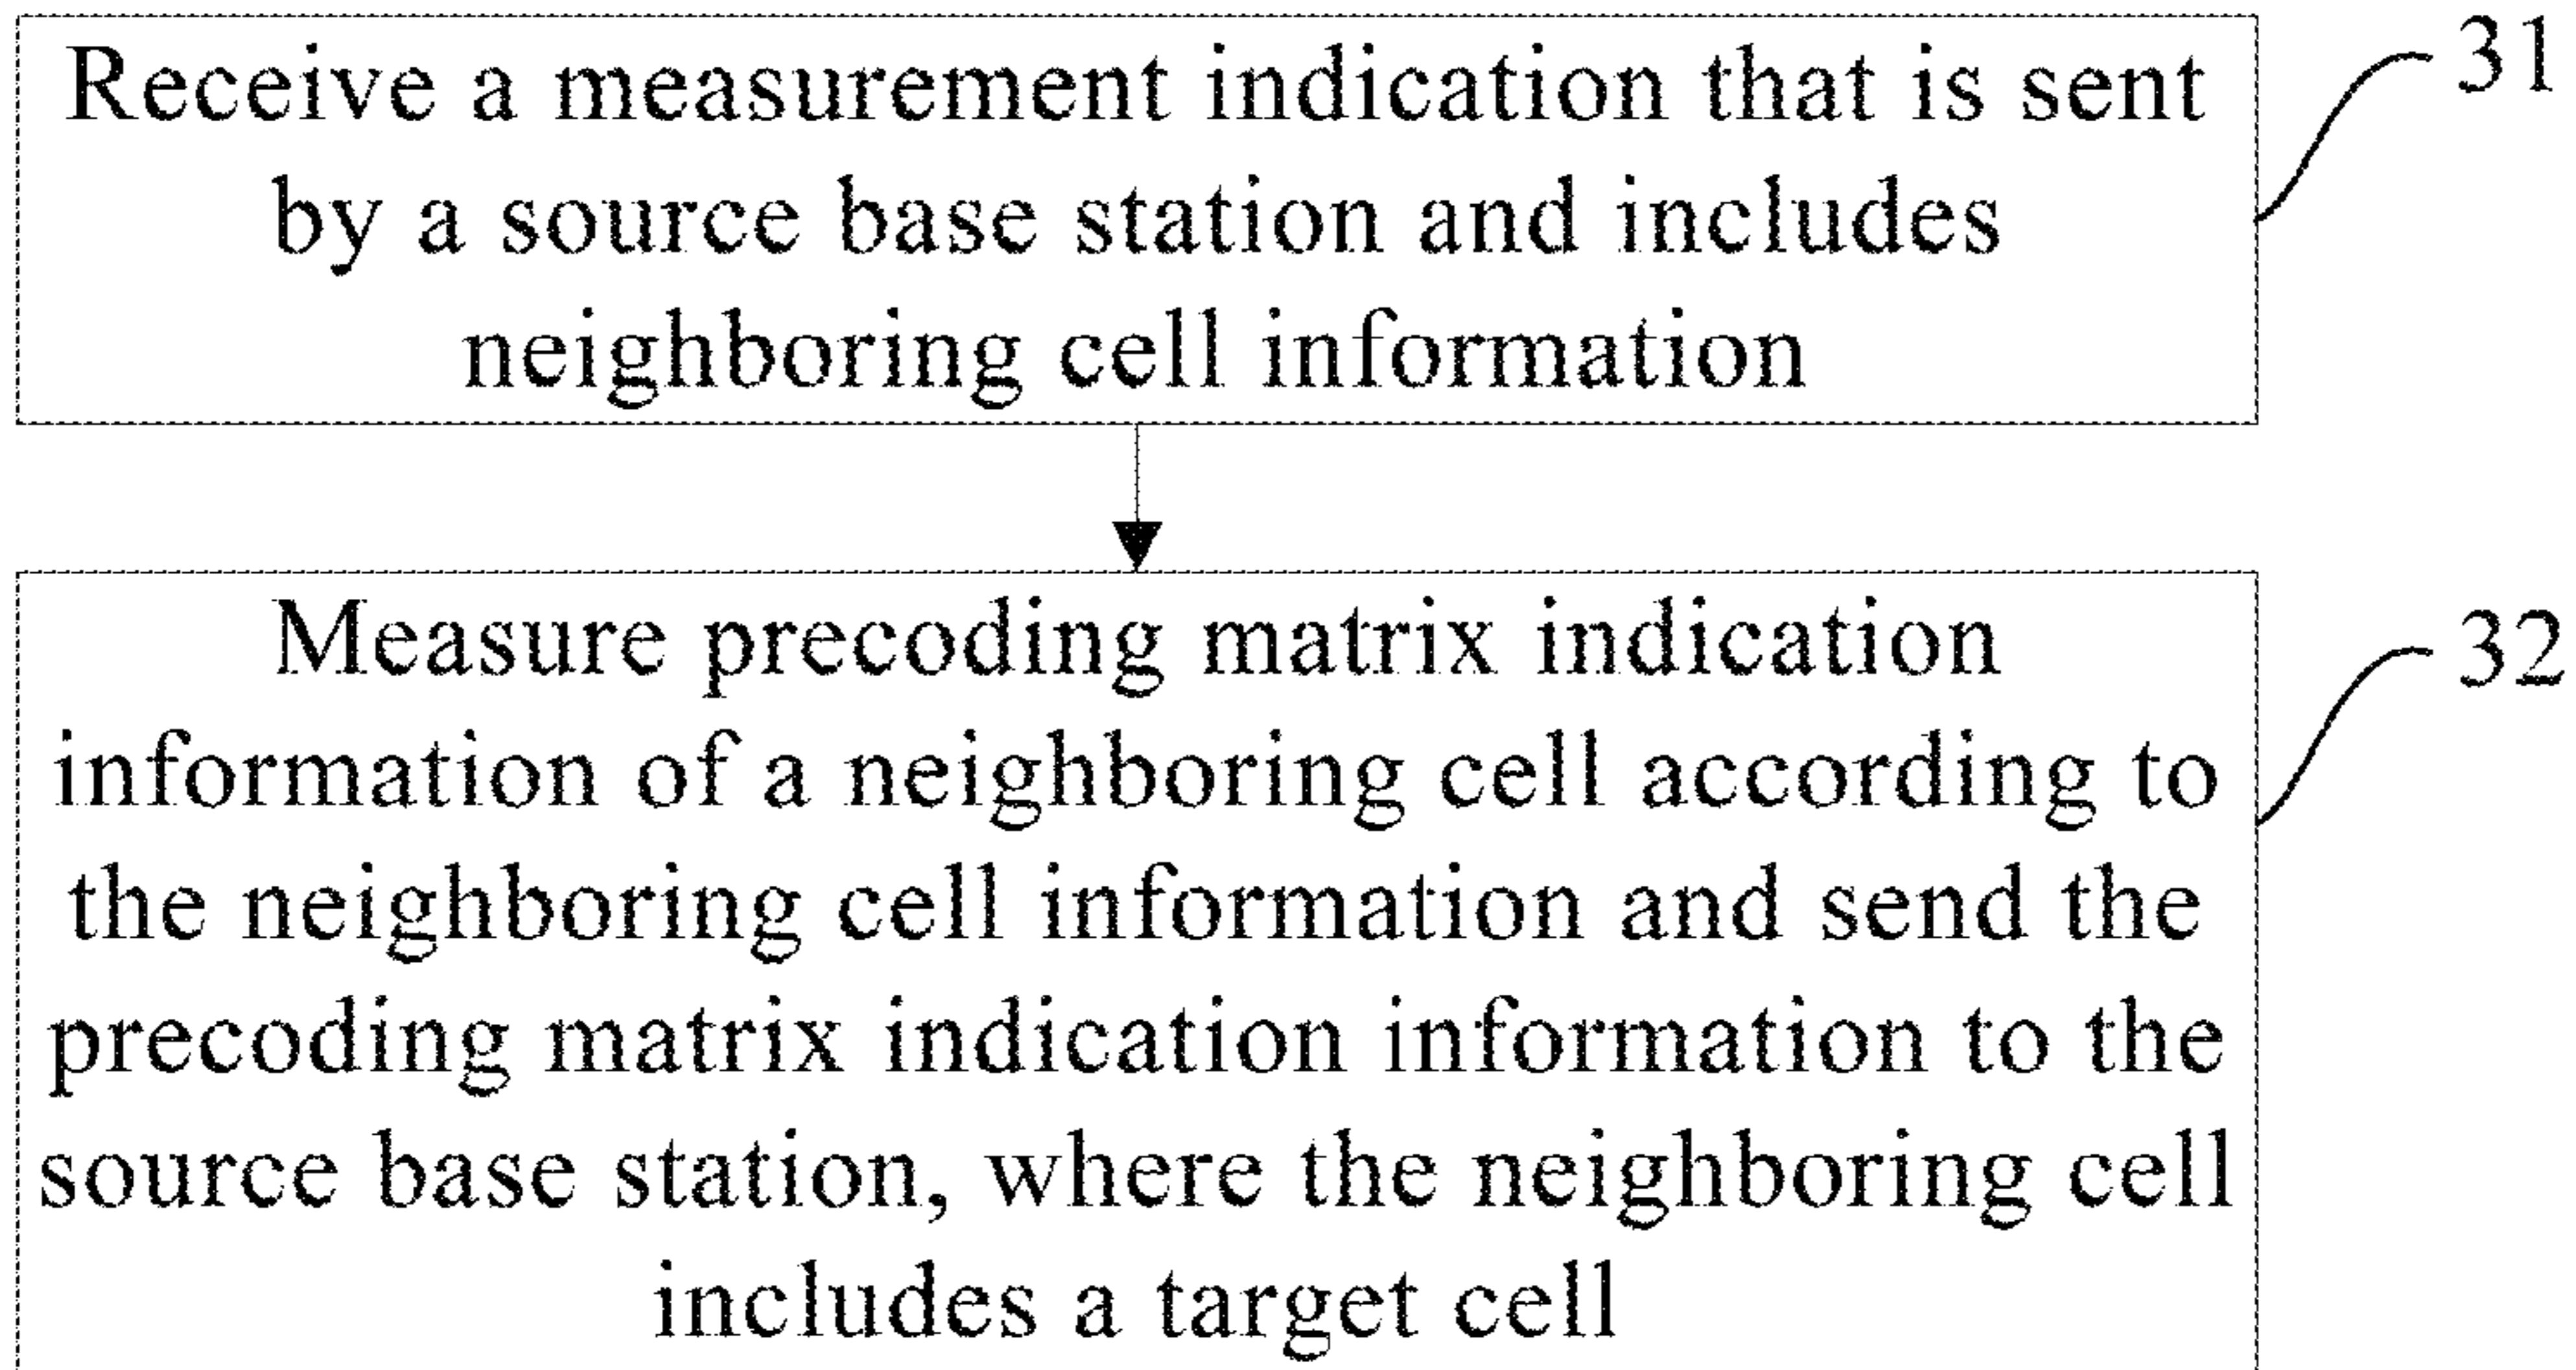 Receive a measurement indication that is sent
by a source base station and includes
neighboring cell information
31
Measure precoding matrix indication
information of a neighboring cell according to
the neighboring cell information and send the
precoding matrix indication information to the
source base station, where the neighboring cell
includes a target cell
32